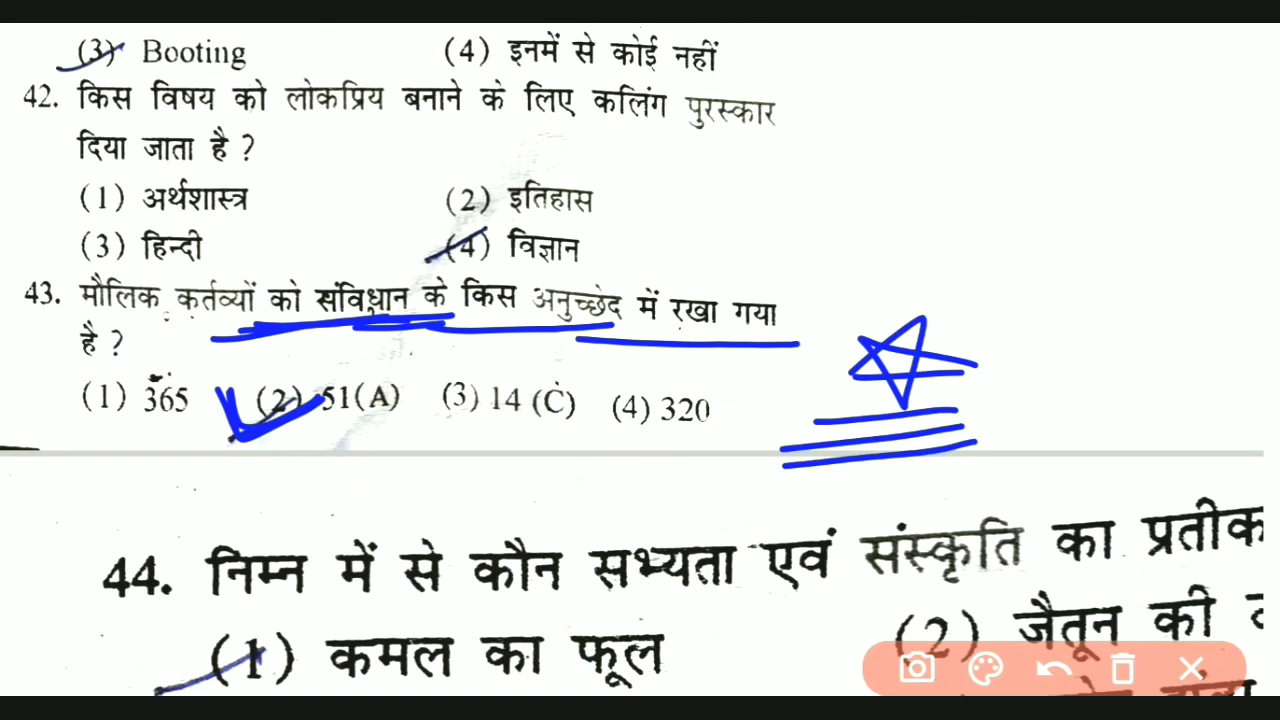 (3) Booting (4) इनमें से कोई नहीं
42. किस विषय को लोकप्रिय बनाने के लिए कलिंग पुरस्कार
दिया जाता है ?
(1) अर्थशास्त्र (2) इतिहास
(3) हिन्दी (4) विज्ञान
43. मौलिक कर्तव्यों को संविधान के किस अनुच्छेद में रखा गया
है ?
(1) 365 (2) 51(A) (3) 14 (C) (4) 320
44. निम्न में से कौन सभ्यता एवं संस्कृति का प्रतीक
(1) कमल का फूल (2) जैतून की